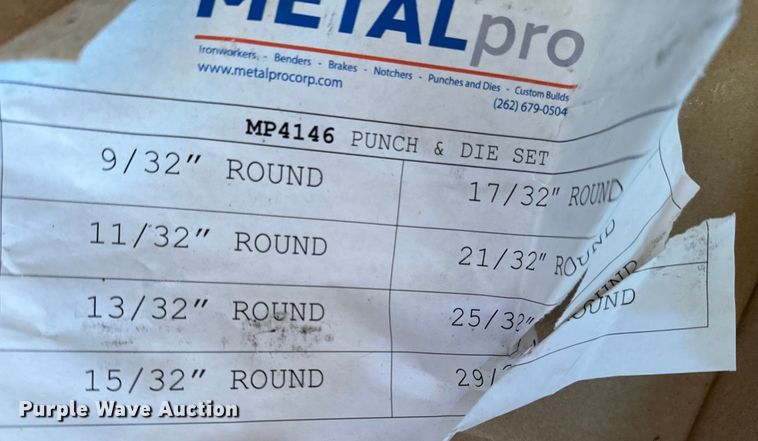 METALpro
Ironworkers - Benders - Brakes - Notchers - Punches and Dies - Custom Builds
www.metalprocorp.com
(262) 679-0504
MP4146 PUNCH & DIE SET
9/32" ROUND
17/32" ROUND
11/32" ROUND
21/32" ROUND
13/32" ROUND
25/32" ROUND
15/32" ROUND
29/
Purple Wave Auction